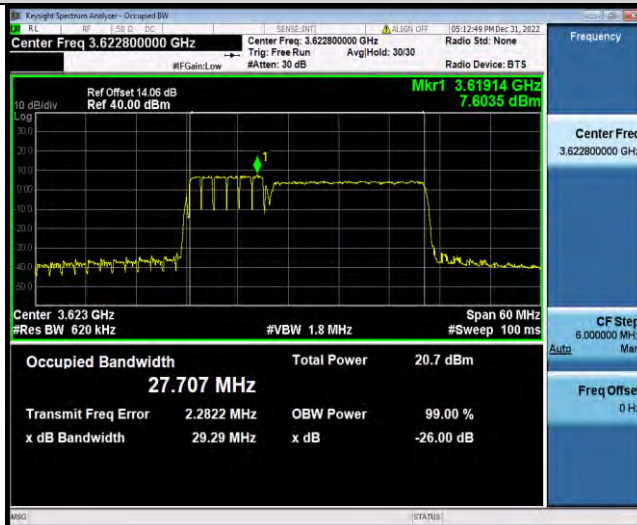 Keysight Spectrum Analyzer - Occupied BW
RL RF 50 Ω DC SENSE:INT ALIGN OFF 05:12:49 PM Dec 31, 2022
Center Freq 3.622800000 GHz
Center Freq: 3.622800000 GHz
Radio Std: None
Trig: Free Run Avg|Hold: 30/30
#IFGain:Low
#Atten: 30 dB
Radio Device: BTS
Frequency
Ref Offset 14.06 dB
Mkr1 3.61914 GHz
10 dB/div Ref 40.00 dBm
7.6035 dBm
Log
30.0
20.0
10.0
0.00
-10.0
-20.0
-30.0
-40.0
-50.0
1
Center 3.623 GHz
Span 60 MHz
#Res BW 620 kHz
#VBW 1.8 MHz
#Sweep 100 ms
Occupied Bandwidth
Total Power 20.7 dBm
27.707 MHz
Transmit Freq Error 2.2822 MHz
OBW Power 99.00 %
x dB Bandwidth 29.29 MHz
x dB -26.00 dB
Center Freq
3.622800000 GHz
CF Step
6.000000 MHz
Auto Man
Freq Offset
0 Hz
MSG
STATUS